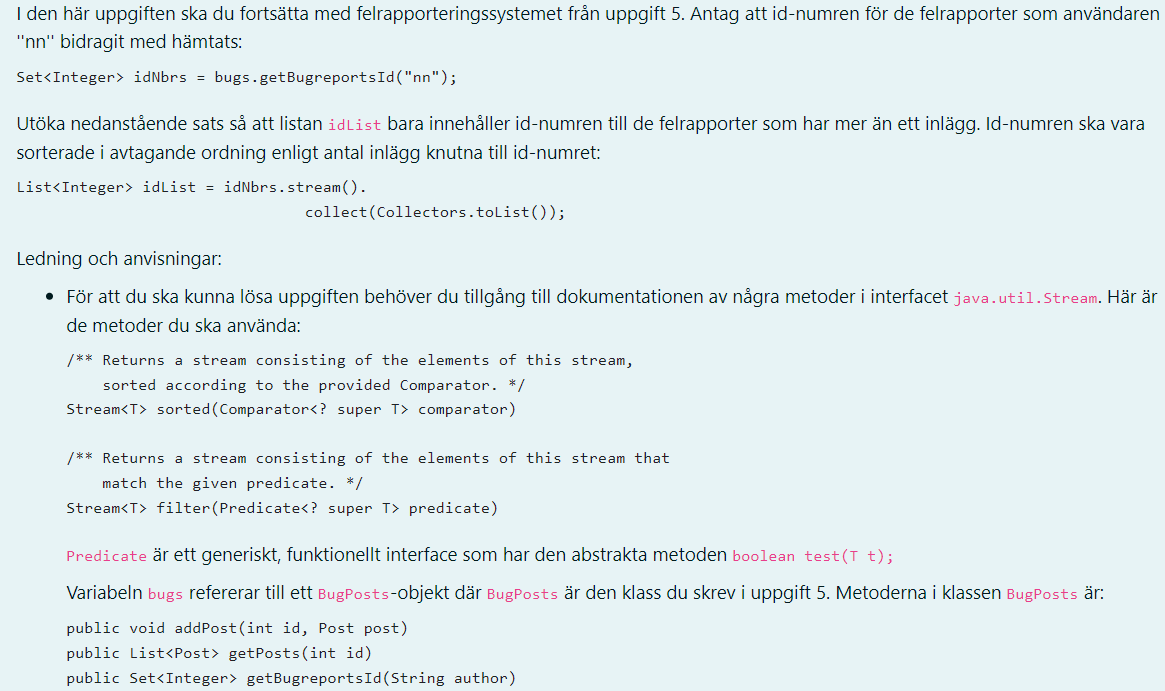 I den här uppgiften ska du fortsätta med felrapporteringssystemet från uppgift 5. Antag att id-numren för de felrapporter som användaren
"nn" bidragit med hämtats:
Set<Integer> idNbrs = bugs.getBugreportsId("nn");
Utöka nedanstående sats så att listan idList bara innehåller id-numren till de felrapporter som har mer än ett inlägg. Id-numren ska vara
sorterade i avtagande ordning enligt antal inlägg knutna till id-numret:
List<Integer> idList = idNbrs.stream().
collect(Collectors.toList());
Ledning och anvisningar:
• För att du ska kunna lösa uppgiften behöver du tillgång till dokumentationen av några metoder i interfacet java.util.Stream. Här är
de metoder du ska använda:
/** Returns a stream consisting of the elements of this stream,
sorted according to the provided Comparator. */
Stream<T> sorted(Comparator<? super T> comparator)
/** Returns a stream consisting of the elements of this stream that
match the given predicate. */
Stream<T> filter(Predicate<? super T> predicate)
Predicate är ett generiskt, funktionellt interface som har den abstrakta metoden boolean test(T t);
Variabeln bugs refererar till ett BugPosts-objekt där BugPosts är den klass du skrev i uppgift 5. Metoderna i klassen BugPosts är:
public void addPost(int id, Post post)
public List<Post> getPosts(int id)
public Set<Integer> getBugreportsId(String author)